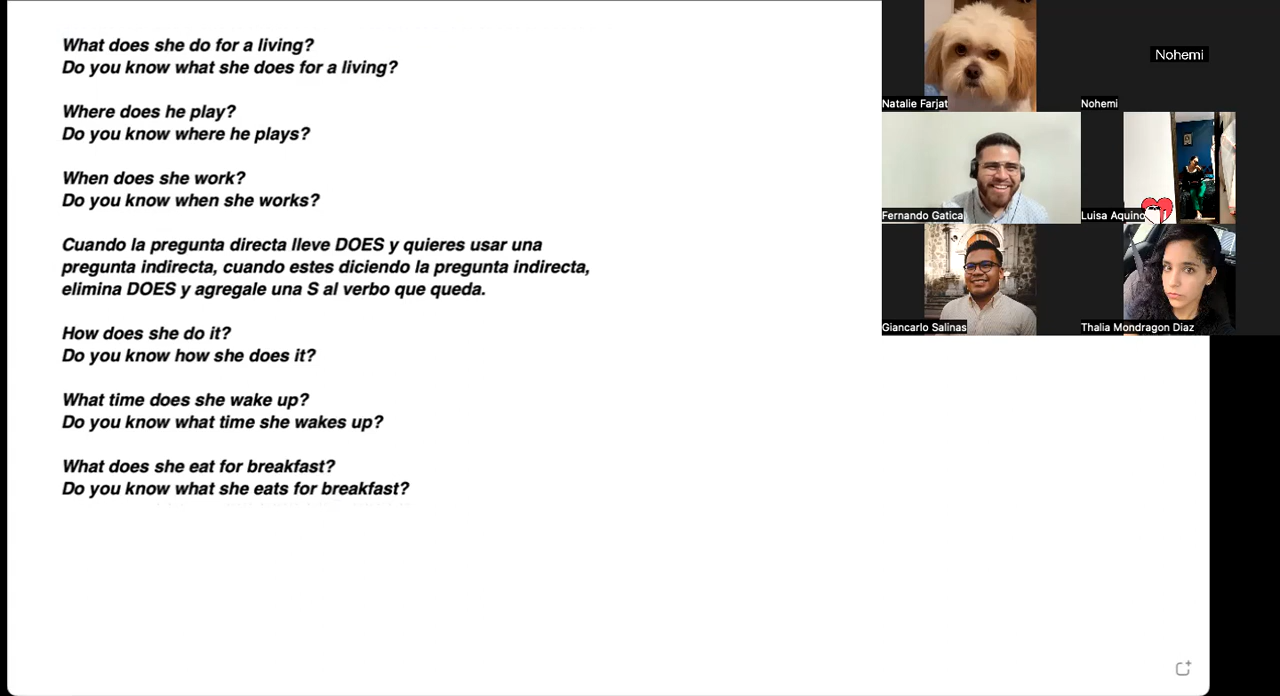 What does she do for a living?
Do you know what she does for a living?
Where does he play?
Do you know where he plays?
When does she work?
Do you know when she works?
Cuando la pregunta directa lleve DOES y quieres usar una
pregunta indirecta, cuando estes diciendo la pregunta indirecta,
elimina DOES y agregale una S al verbo que queda.
How does she do it?
Do you know how she does it?
What time does she wake up?
Do you know what time she wakes up?
What does she eat for breakfast?
Do you know what she eats for breakfast?
Natalie Farjat
Nohemi
Nohemi
Fernando Gatica
Luisa Aquino
Giancarlo Salinas
Thalia Mondragon Diaz